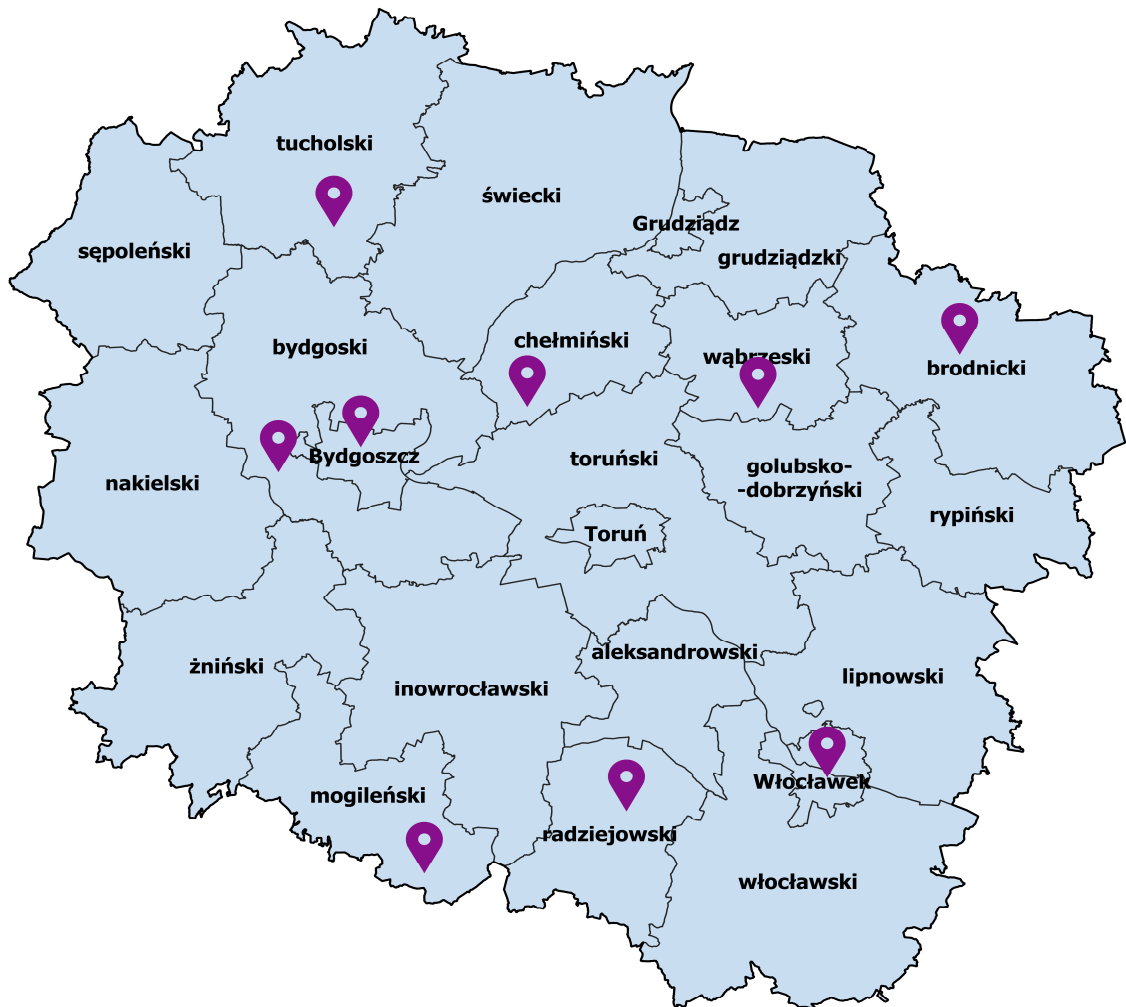 tucholski
świecki
Grudziądz
sępoleński
grudziądzki
chełmiński
bydgoski
wąbrzeski
brodnicki
Bydgoszcz
toruński
golubsko-
-dobrzyński
nakielski
rypiński
Toruń
aleksandrowski
żniński
lipnowski
inowrocławski
Włocławek
mogileński
radziejowski
włocławski